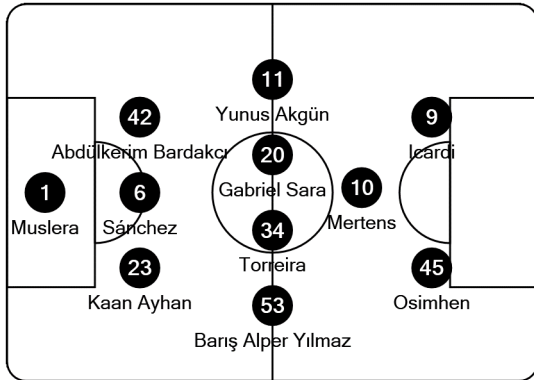 11
Yunus Akgün
42
Abdülkerim Bardakcı
9
Icardi
20
Gabriel Sara
1
Muslera
6
Sánchez
10
Mertens
34
Torreira
23
Kaan Ayhan
45
Osimhen
53
Barış Alper Yılmaz